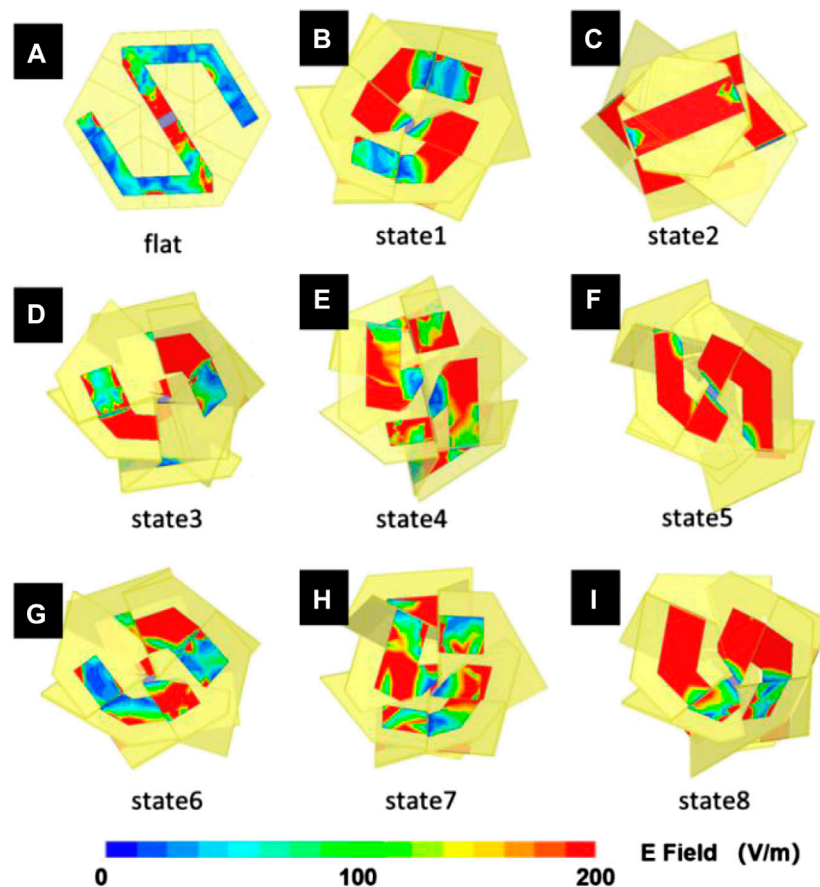 A
B
C
flat
state1
state2
D
E
F
state3
state4
state5
G
H
I
state6
state7
state8
E Field (V/m)
0
100
200